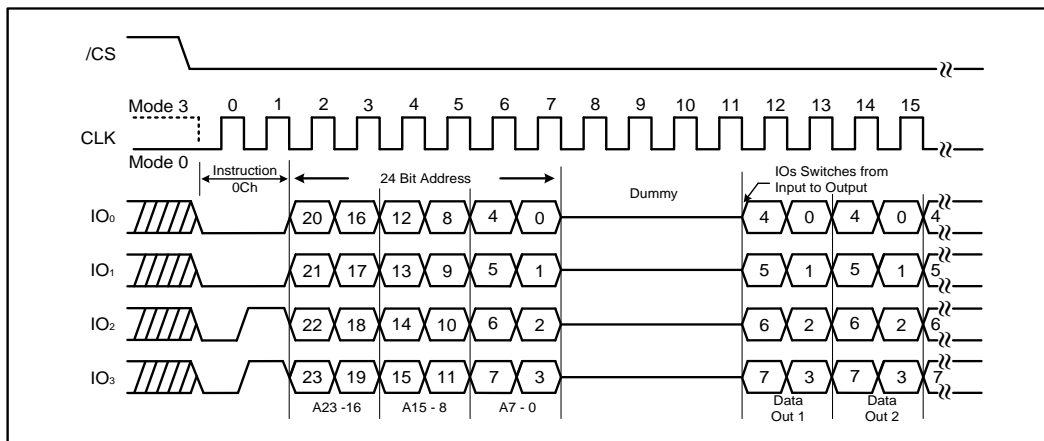 /CS
Mode 3 0 1 2 3 4 5 6 7 8 9 10 11 12 13 14 15
CLK
Mode 0
Instruction
0Ch
24 Bit Address
Dummy
IOs Switches from
Input to Output
IO0 20 16 12 8 4 0 4 0 4 0 4
IO1 21 17 13 9 5 1 5 1 5 1 5
IO2 22 18 14 10 6 2 6 2 6 2 6
IO3 23 19 15 11 7 3 7 3 7 3 7
A23 -16 A15 - 8 A7 - 0
Data
Out 1
Data
Out 2